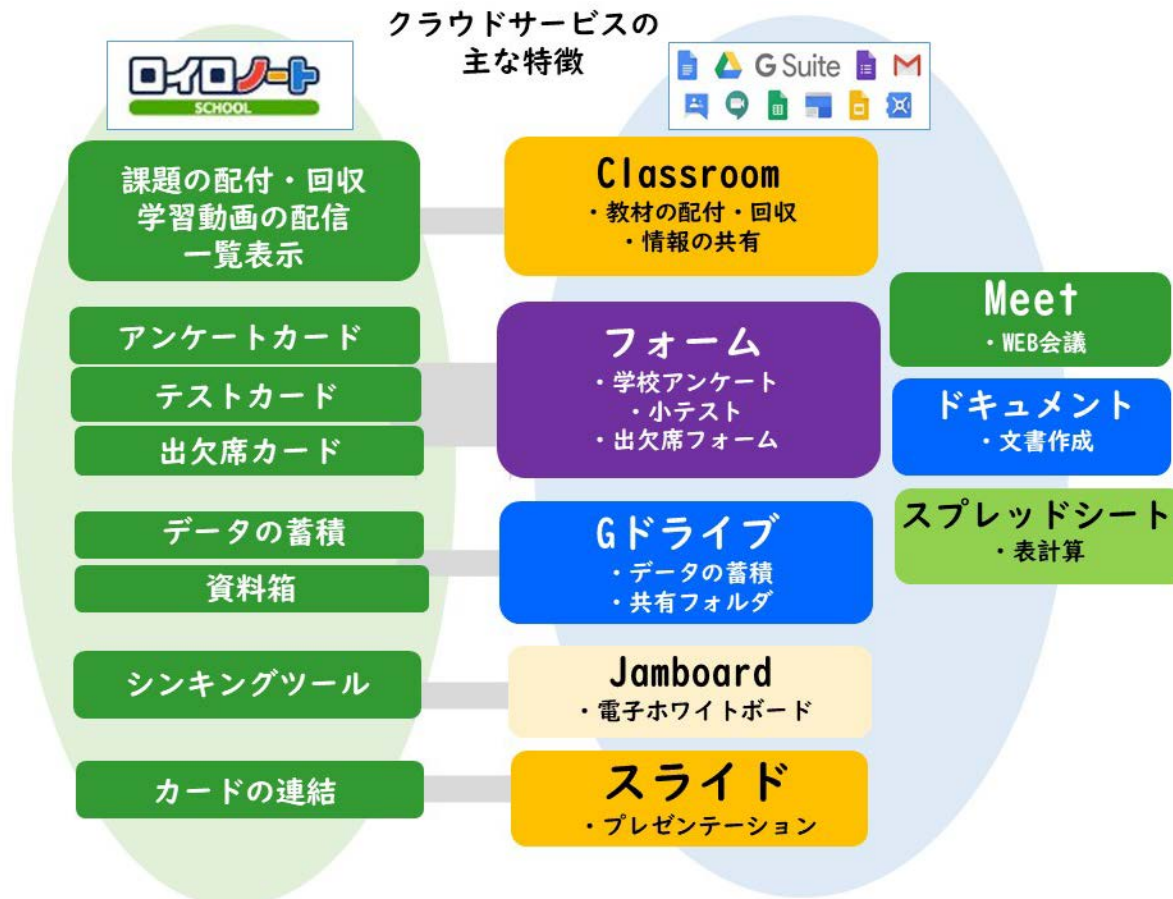 クラウドサービスの
主な特徴
ロイロノート
SCHOOL
G Suite
課題の配付・回収
学習動画の配信
一覧表示
アンケートカード
テストカード
出欠席カード
データの蓄積
資料箱
シンキングツール
カードの連結
Classroom
・教材の配付・回収
・情報の共有
フォーム
・学校アンケート
・小テスト
・出欠席フォーム
Gドライブ
・データの蓄積
・共有フォルダ
Jamboard
・電子ホワイトボード
スライド
・プレゼンテーション
Meet
・WEB会議
ドキュメント
・文書作成
スプレッドシート
・表計算